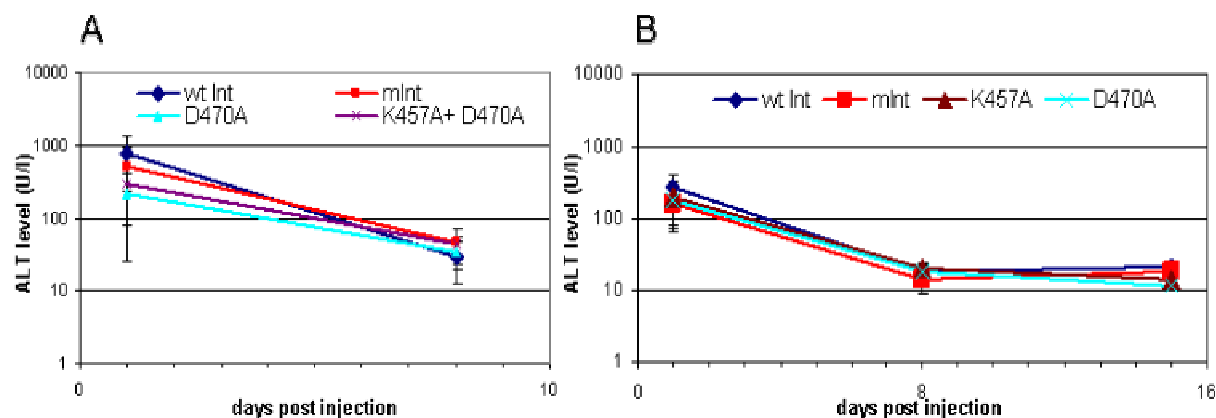 A
B
10000
1000
100
10
1
ALT level (U/l)
wt Int
mInt
D470A
K457A+ D470A
0
10
days post injection
10000
1000
100
10
1
ALT level (U/l)
wt Int
mInt
K457A
D470A
0
8
16
days post injection